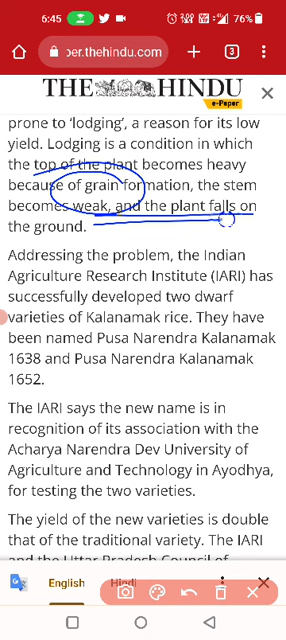 6:45
76%
per.thehindu.com
3
THE HINDU
e-Paper
prone to 'lodging', a reason for its low
yield. Lodging is a condition in which
the top of the plant becomes heavy
because of grain formation, the stem
becomes weak, and the plant falls on
the ground.
Addressing the problem, the Indian
Agriculture Research Institute (IARI) has
successfully developed two dwarf
varieties of Kalanamak rice. They have
been named Pusa Narendra Kalanamak
1638 and Pusa Narendra Kalanamak
1652.
The IARI says the new name is in
recognition of its association with the
Acharya Narendra Dev University of
Agriculture and Technology in Ayodhya,
for testing the two varieties.
The yield of the new varieties is double
that of the traditional variety. The IARI
and the Uttar Pradesh Council of
English Hindi